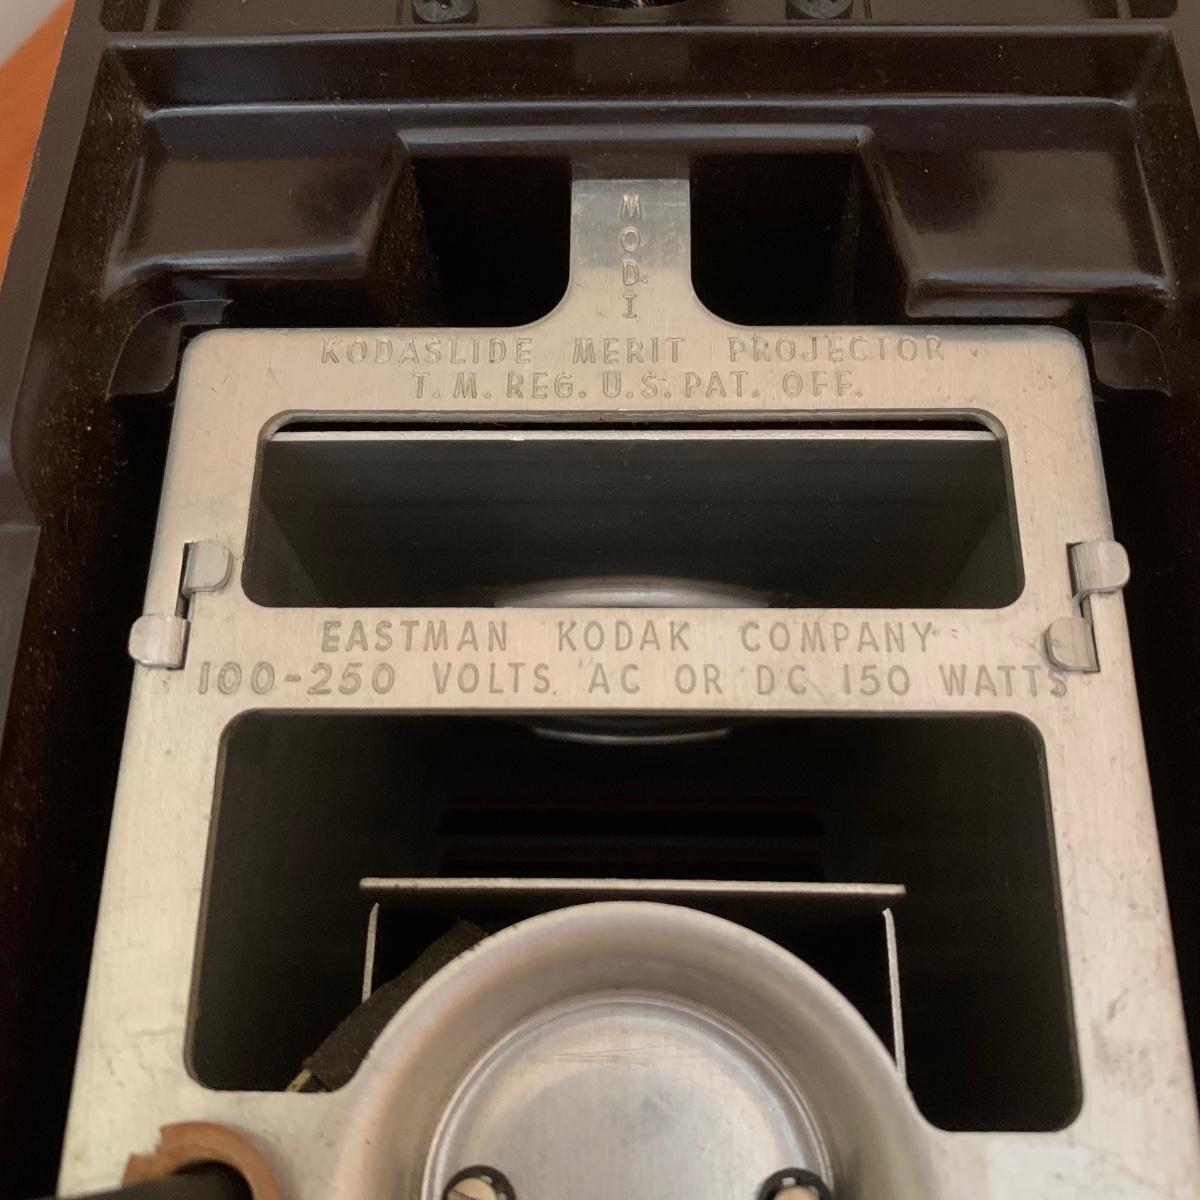 MOD. I
KODASLIDE MERIT PROJECTOR
T. M. REG. U. S. PAT. OFF.
EASTMAN KODAK COMPANY
100-250 VOLTS. AC OR DC 150 WATTS